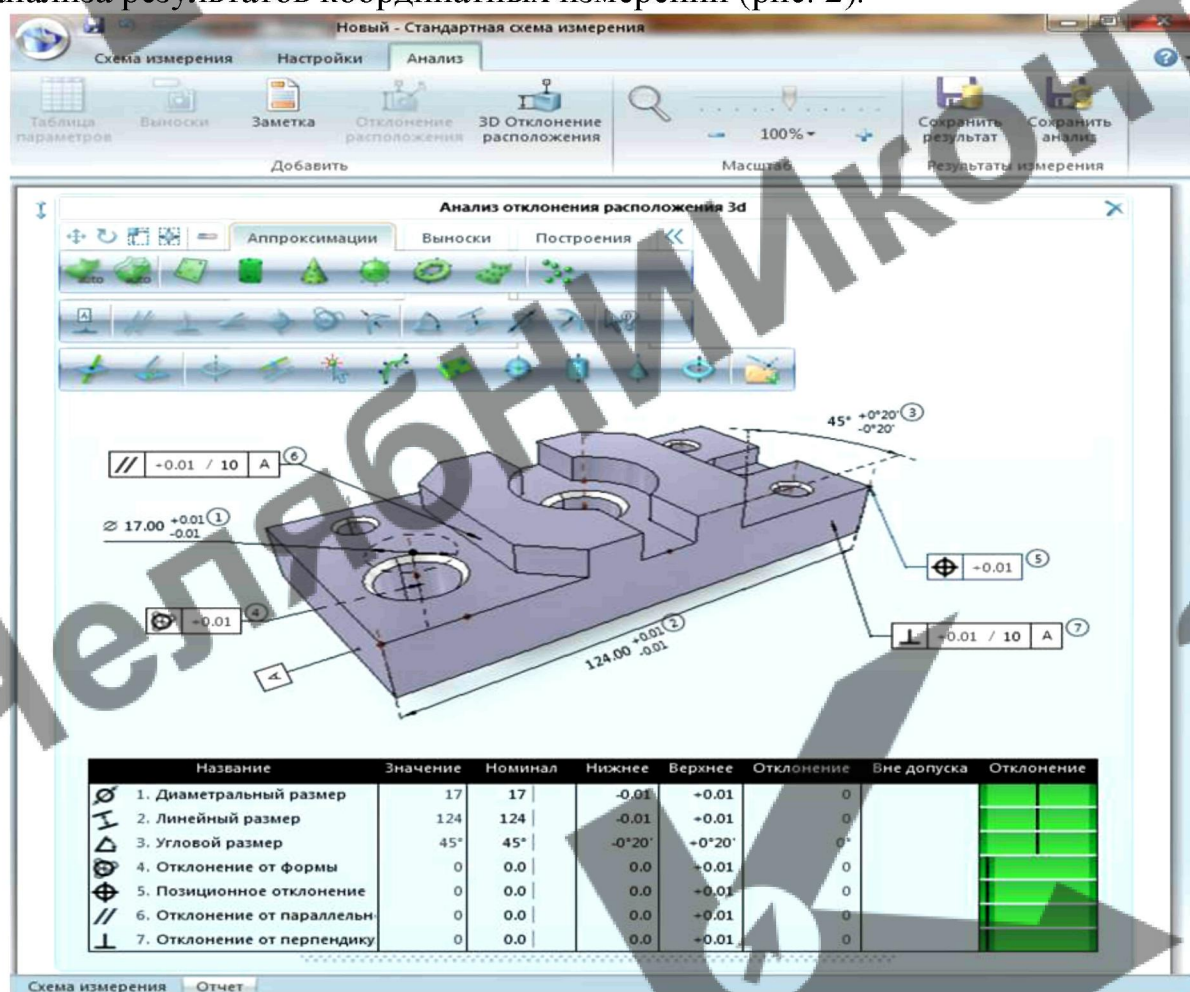 анализа результатов координатных измерений (рис. 2).
Новый - Стандартная схема измерения
Схема измерения Настройки Анализ
Таблица параметров Выноски Заметка Отклонение расположения 3D Отклонение расположения 100% Сохранить результат Сохранить анализ
Добавить Масштаб Результаты измерения
Анализ отклонения расположения 3d
Аппроксимации Выноски Построения
auto auto
A
45° +0°20' -0°20' 3
// +0.01 / 10 A 6
⌀ 17.00 +0.01 -0.01 1
+0.01 5
+0.01 4
124.00 +0.01 -0.01 2
⊥ +0.01 / 10 A 7
A
Название Значение Номинал Нижнее Верхнее Отклонение Вне допуска Отклонение
1. Диаметральный размер 17 17 -0.01 +0.01 0
2. Линейный размер 124 124 -0.01 +0.01 0
3. Угловой размер 45° 45° -0°20' +0°20' 0°
4. Отклонение от формы 0 0.0 0.0 +0.01 0
5. Позиционное отклонение 0 0.0 0.0 +0.01 0
6. Отклонение от параллельн 0 0.0 0.0 +0.01 0
7. Отклонение от перпендику 0 0.0 0.0 +0.01 0
Схема измерения Отчет
ЧелябНИИконт